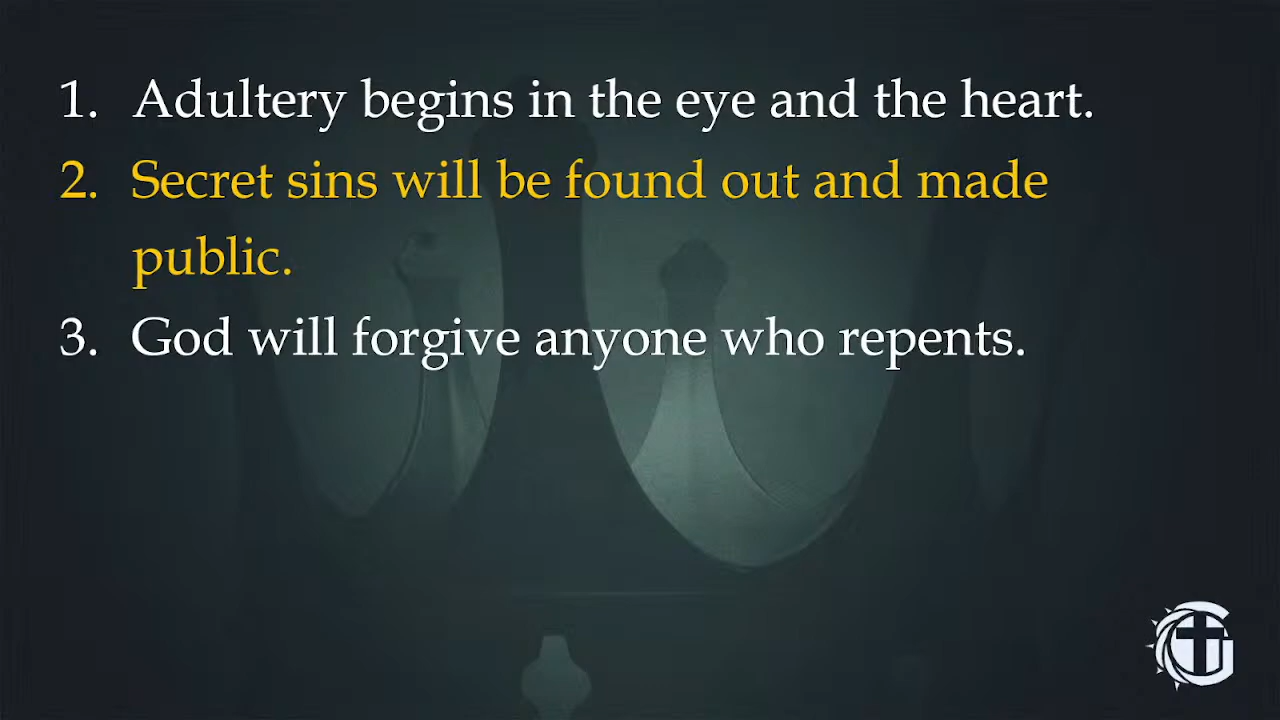 1. Adultery begins in the eye and the heart.
2. Secret sins will be found out and made
public.
3. God will forgive anyone who repents.